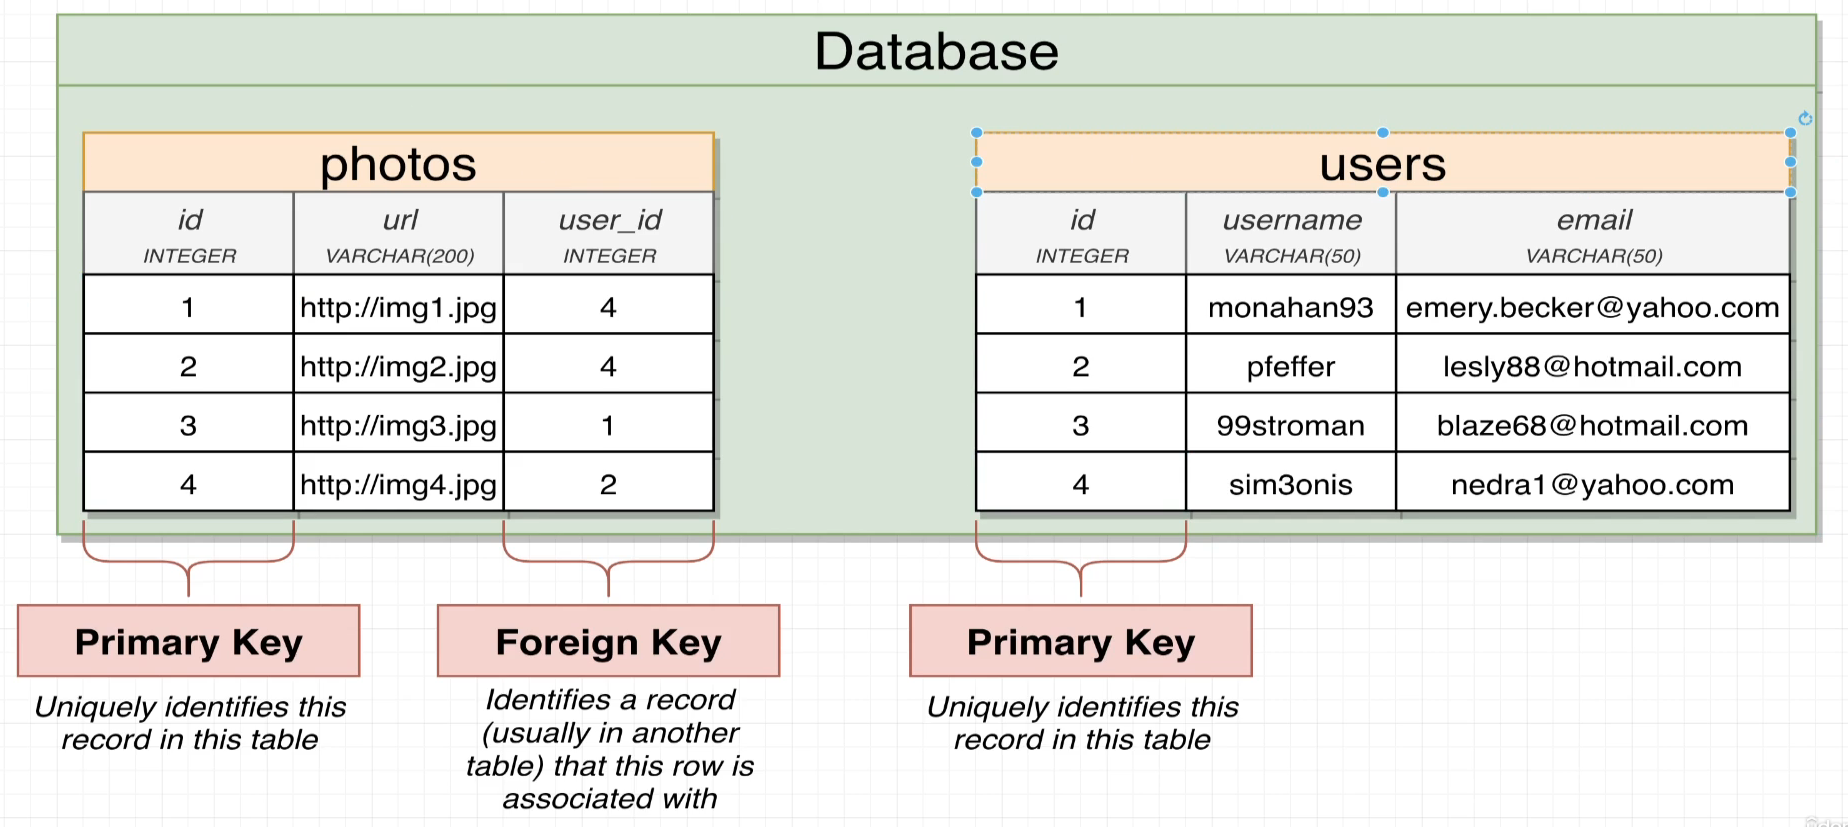 Database
photos
id url user_id
INTEGER VARCHAR(200) INTEGER
1 http://img1.jpg 4
2 http://img2.jpg 4
3 http://img3.jpg 1
4 http://img4.jpg 2
users
id username email
INTEGER VARCHAR(50) VARCHAR(50)
1 monahan93 emery.becker@yahoo.com
2 pfeffer lesly88@hotmail.com
3 99stroman blaze68@hotmail.com
4 sim3onis nedra1@yahoo.com
Primary Key
Uniquely identifies this
record in this table
Foreign Key
Identifies a record
(usually in another
table) that this row is
associated with
Primary Key
Uniquely identifies this
record in this table